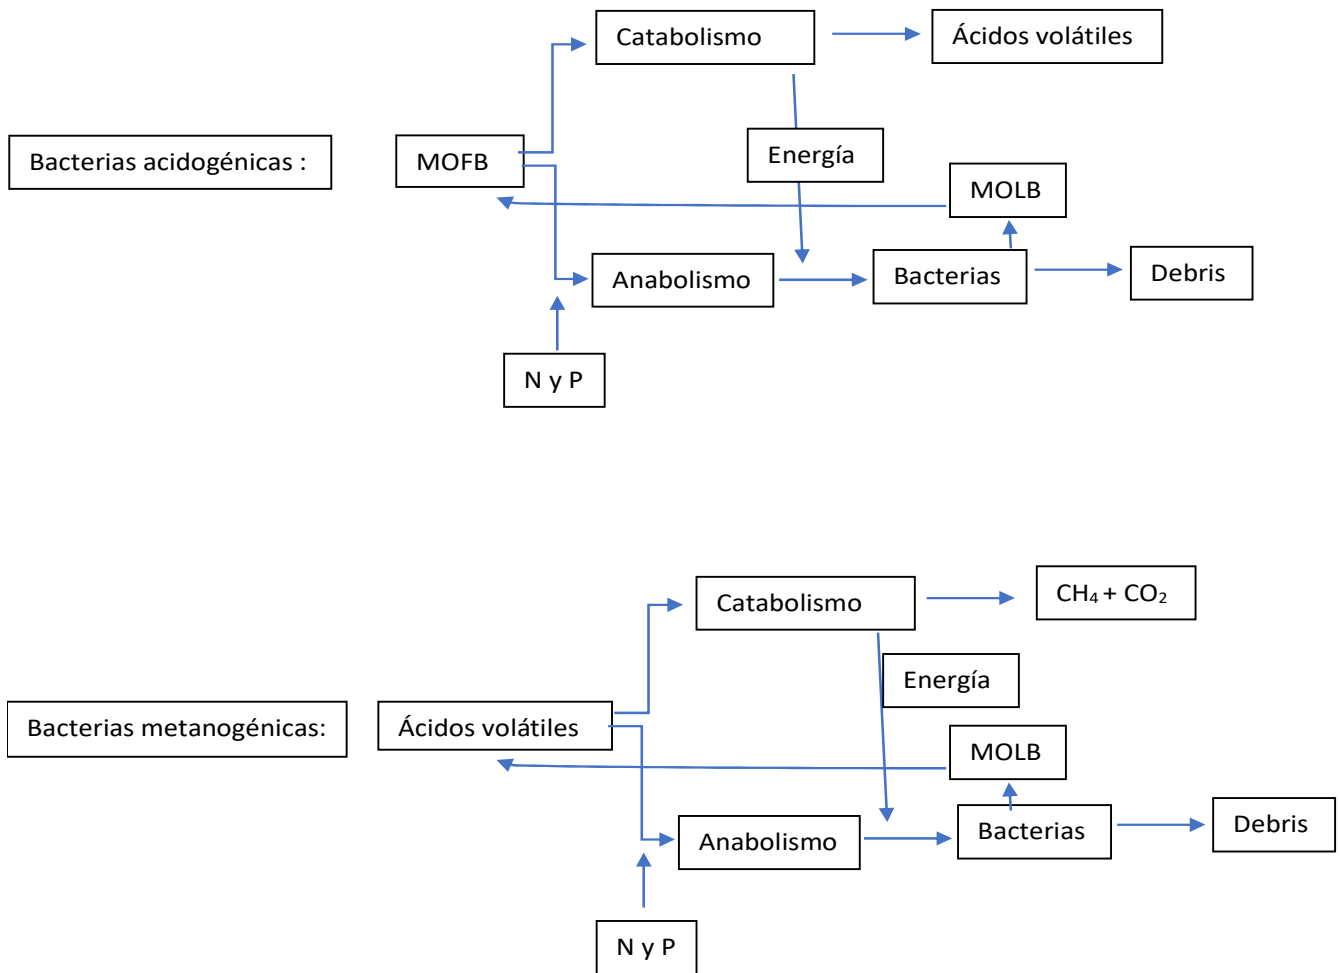 Catabolismo
Ácidos volátiles
Bacterias acidogénicas :
MOFB
Energía
MOLB
Anabolismo
Bacterias
Debris
N y P
Catabolismo
CH₄ + CO₂
Energía
Bacterias metanogénicas:
Ácidos volátiles
MOLB
Anabolismo
Bacterias
Debris
N y P